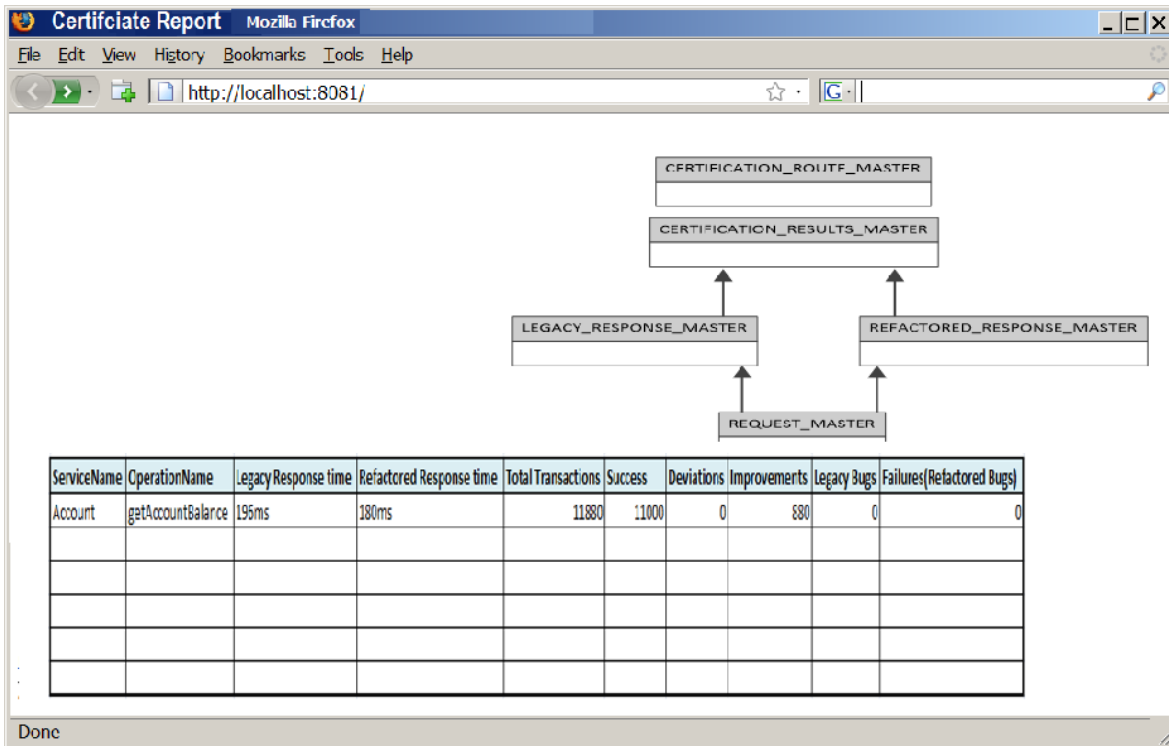 Certifciate Report Mozilla Fircfox
File Edit View History Bookmarks Tools Help
http://localhost:8081/
G
CERTIFICATION_ROUTE_MASTER
CERTIFICATION_RESULTS_MASTER
LEGACY_RESPONSE_MASTER REFACTORED_RESPONSE_MASTER
REQUEST_MASTER
ServiceName OperationName Legacy Response time Refactored Response time Total Transactions Success Deviations Improvements Legacy Bugs Failures(Refactored Bugs)
Account getAccountBalance 195ms 180ms 11880 11000 0 880 0 0
Done